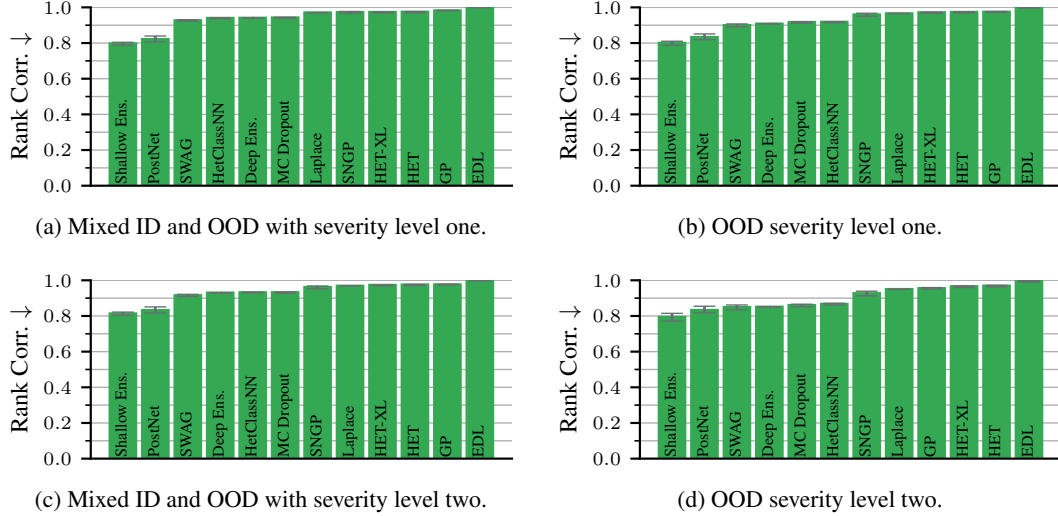 Rank Corr. ↓
1.0
0.8
0.6
0.4
0.2
0.0
Shallow Ens.
PostNet
SWAG
HetClassNN
Deep Ens.
MC Dropout
Laplace
SNGP
HET-XL
HET
GP
EDL
(a) Mixed ID and OOD with severity level one.
Rank Corr. ↓
1.0
0.8
0.6
0.4
0.2
0.0
Shallow Ens.
PostNet
SWAG
Deep Ens.
MC Dropout
HetClassNN
SNGP
Laplace
HET-XL
HET
GP
EDL
(b) OOD severity level one.
Rank Corr. ↓
1.0
0.8
0.6
0.4
0.2
0.0
Shallow Ens.
PostNet
SWAG
Deep Ens.
HetClassNN
MC Dropout
SNGP
Laplace
HET-XL
HET
GP
EDL
(c) Mixed ID and OOD with severity level two.
Rank Corr. ↓
1.0
0.8
0.6
0.4
0.2
0.0
Shallow Ens.
PostNet
SWAG
Deep Ens.
MC Dropout
HetClassNN
SNGP
Laplace
GP
HET-XL
HET
EDL
(d) OOD severity level two.